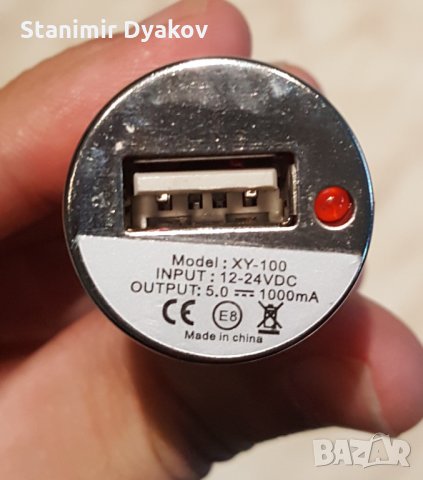 Stanimir Dyakov
Model : XY-100
INPUT : 12-24VDC
OUTPUT: 5.0 ⎓ 1000mA
CE E8
Made in china
BAZAR